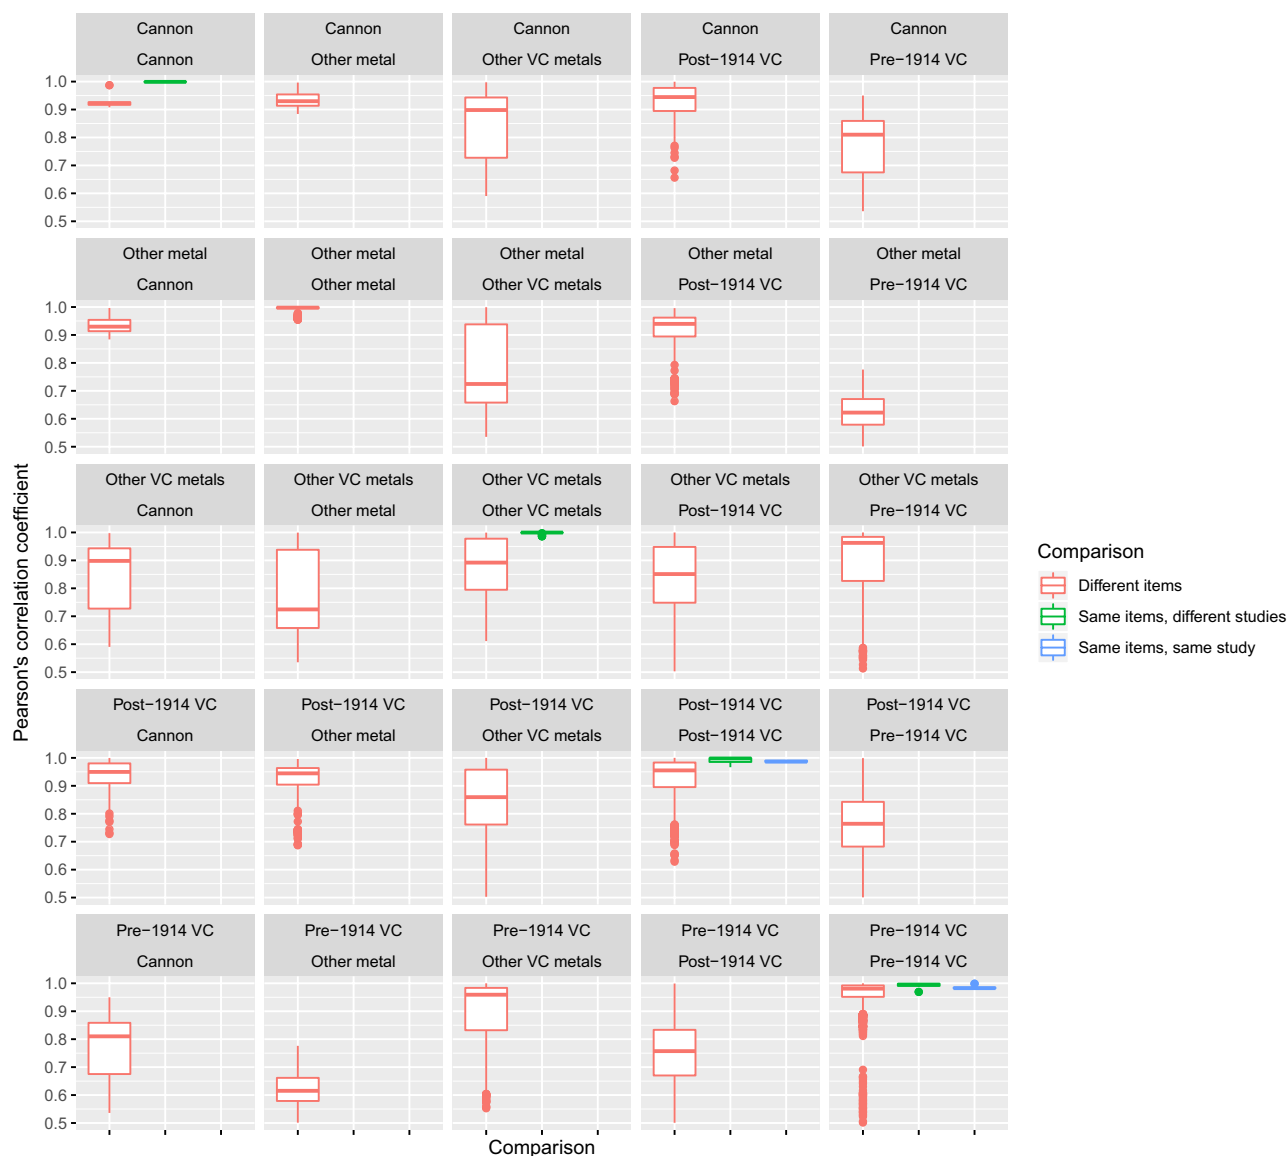 Cannon Cannon Cannon Cannon Cannon
Cannon Other metal Other VC metals Post−1914 VC Pre−1914 VC
1.0
0.9
0.8
0.7
0.6
0.5
Other metal Other metal Other metal Other metal Other metal
Cannon Other metal Other VC metals Post−1914 VC Pre−1914 VC
1.0
0.9
0.8
0.7
0.6
0.5
Other VC metals Other VC metals Other VC metals Other VC metals Other VC metals
Cannon Other metal Other VC metals Post−1914 VC Pre−1914 VC
1.0
0.9
0.8
0.7
0.6
0.5
Post−1914 VC Post−1914 VC Post−1914 VC Post−1914 VC Post−1914 VC
Cannon Other metal Other VC metals Post−1914 VC Pre−1914 VC
1.0
0.9
0.8
0.7
0.6
0.5
Pre−1914 VC Pre−1914 VC Pre−1914 VC Pre−1914 VC Pre−1914 VC
Cannon Other metal Other VC metals Post−1914 VC Pre−1914 VC
1.0
0.9
0.8
0.7
0.6
0.5
Pearson's correlation coefficient
Comparison
Comparison
Different items
Same items, different studies
Same items, same study